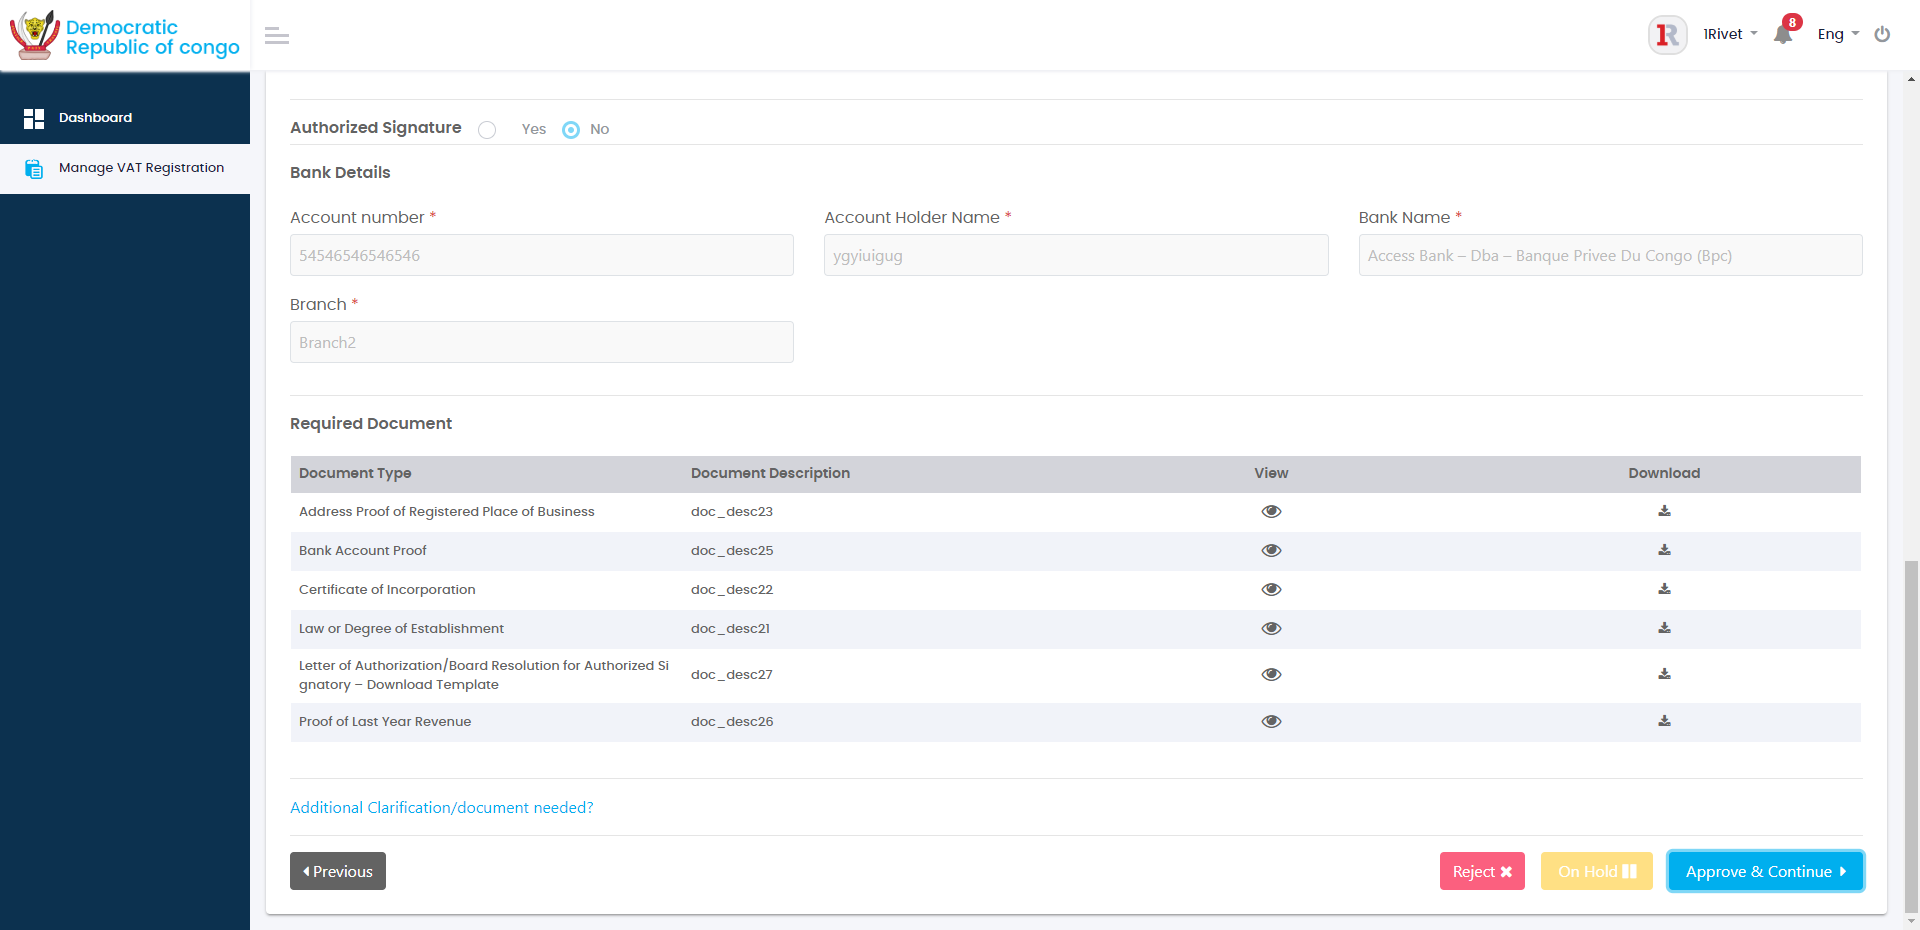 Democratic
Republic of congo
1Rivet
8
Eng
Dashboard
Manage VAT Registration
Authorized Signature Yes No
Bank Details
Account number * Account Holder Name * Bank Name *
54546546546546 ygyiuigug Access Bank – Dba – Banque Privee Du Congo (Bpc)
Branch *
Branch2
Required Document
Document Type Document Description View Download
Address Proof of Registered Place of Business doc_desc23
Bank Account Proof doc_desc25
Certificate of Incorporation doc_desc22
Law or Degree of Establishment doc_desc21
Letter of Authorization/Board Resolution for Authorized Si
gnatory – Download Template doc_desc27
Proof of Last Year Revenue doc_desc26
Additional Clarification/document needed?
Previous Reject On Hold Approve & Continue